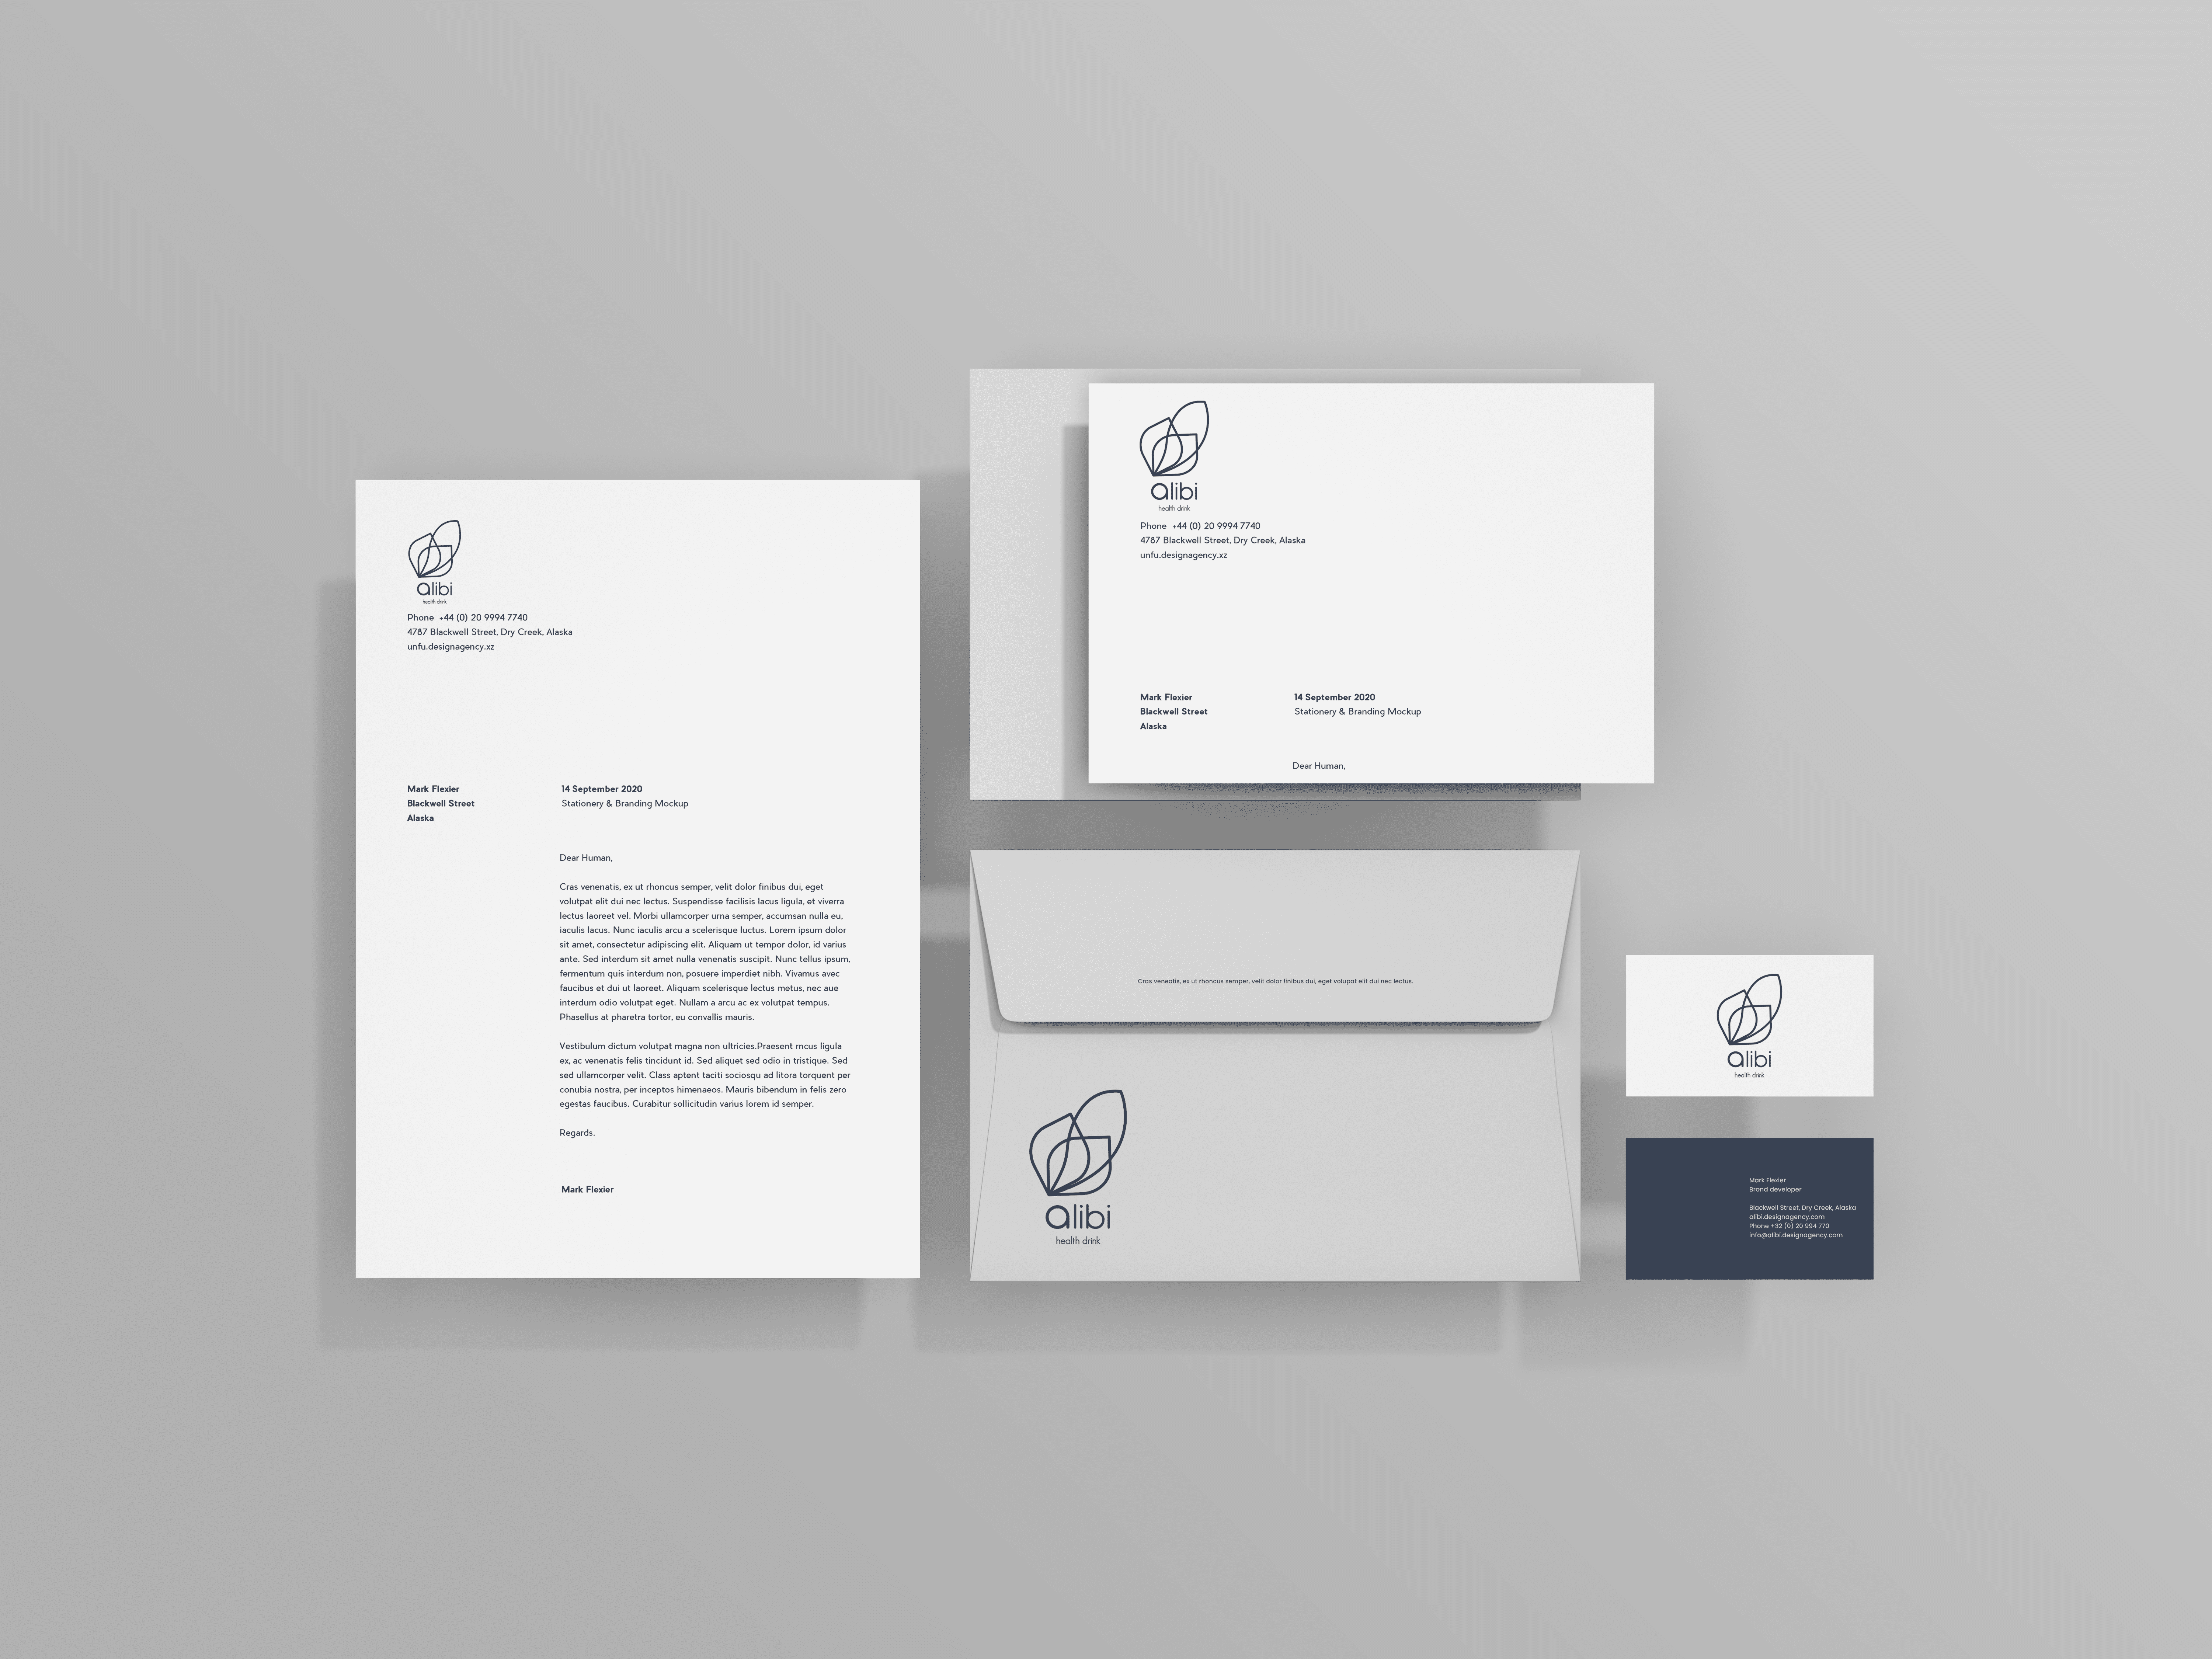 alibi
health drink
Phone +44 (0) 20 9994 7740
4787 Blackwell Street, Dry Creek, Alaska
unfu.designagency.xz
Mark Flexier
Blackwell Street
Alaska
14 September 2020
Stationery & Branding Mockup
Dear Human,
Cras venenatis, ex ut rhoncus semper, velit dolor finibus dui, eget
volutpat elit dui nec lectus. Suspendisse facilisis lacus ligula, et viverra
lectus laoreet vel. Morbi ullamcorper urna semper, accumsan nulla eu,
iaculis lacus. Nunc iaculis arcu a scelerisque luctus. Lorem ipsum dolor
sit amet, consectetur adipiscing elit. Aliquam ut tempor dolor, id varius
ante. Sed interdum sit amet nulla venenatis suscipit. Nunc tellus ipsum,
fermentum quis interdum non, posuere imperdiet nibh. Vivamus avec
faucibus et dui ut laoreet. Aliquam scelerisque lectus metus, nec aue
interdum odio volutpat eget. Nullam a arcu ac ex volutpat tempus.
Phasellus at pharetra tortor, eu convallis mauris.
Vestibulum dictum volutpat magna non ultricies.Praesent rncus ligula
ex, ac venenatis felis tincidunt id. Sed aliquet sed odio in tristique. Sed
sed ullamcorper velit. Class aptent taciti sociosqu ad litora torquent per
conubia nostra, per inceptos himenaeos. Mauris bibendum in felis zero
egestas faucibus. Curabitur sollicitudin varius lorem id semper.
Regards.
Mark Flexier
alibi
health drink
Phone +44 (0) 20 9994 7740
4787 Blackwell Street, Dry Creek, Alaska
unfu.designagency.xz
Mark Flexier
Blackwell Street
Alaska
14 September 2020
Stationery & Branding Mockup
Dear Human,
Cras veneatis, ex ut rhoncus semper, velit dolor finibus dui, eget volupat elit dui nec lectus.
alibi
health drink
alibi
health drink
Mark Flexier
Brand developer
Blackwell Street, Dry Creek, Alaska
alibi.designagency.com
Phone +32 (0) 20 994 770
info@alibi.designagency.com